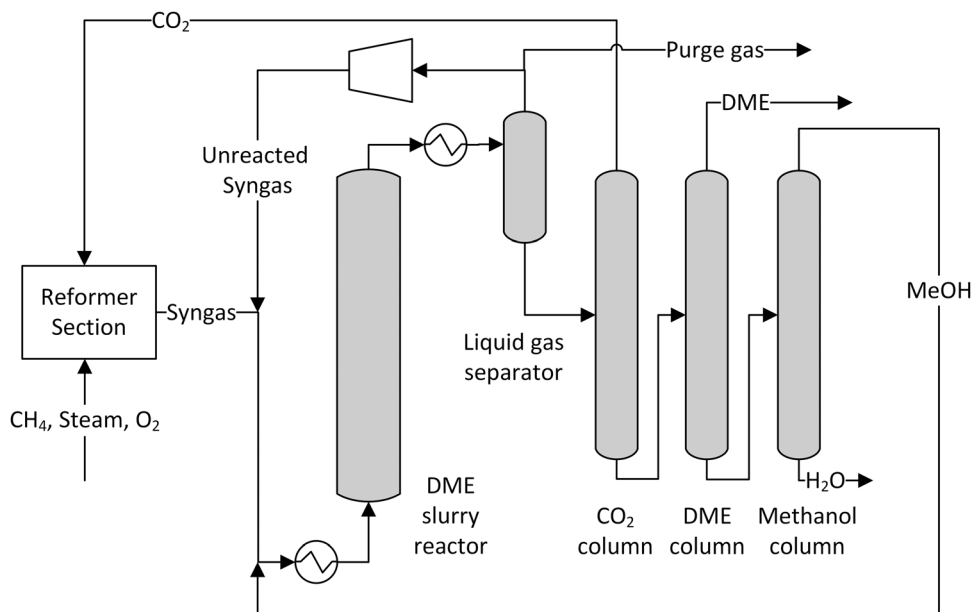 CO₂
Purge gas
DME
Unreacted
Syngas
MeOH
Reformer
Section
Syngas
Liquid gas
separator
CH₄, Steam, O₂
DME
slurry
reactor
H₂O
CO₂
column
DME
column
Methanol
column